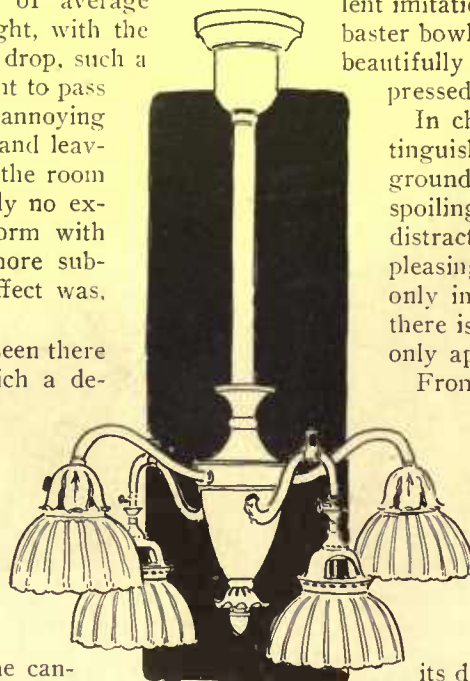 of average
ght, with the
drop, such a
nt to pass
annoying
and leav-
the room
ly no ex-
orm with
nore sub-
ffect was,
seen there
ich a de-
ne can-
lent imitatio
baster bowl
beautifully
pressed
In ch
tinguish
ground
spoiling
distract
pleasing
only in
there is
only ap
From
its d